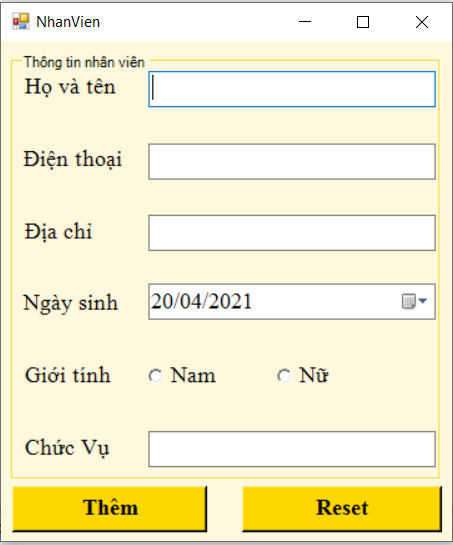 NhanVien
Thông tin nhân viên
Họ và tên
Điện thoại
Địa chỉ
Ngày sinh 20/04/2021
Giới tính Nam Nữ
Chức Vụ
Thêm Reset